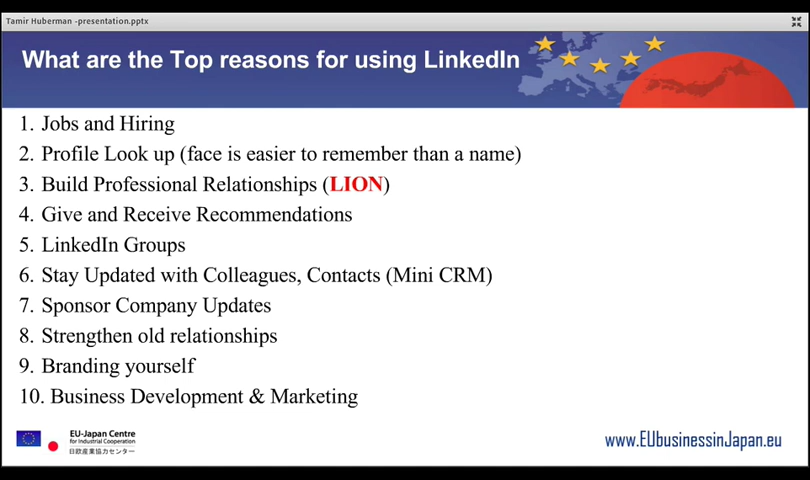 Tamir Huberman -presentation.pptx
What are the Top reasons for using LinkedIn
1. Jobs and Hiring
2. Profile Look up (face is easier to remember than a name)
3. Build Professional Relationships (LION)
4. Give and Receive Recommendations
5. LinkedIn Groups
6. Stay Updated with Colleagues, Contacts (Mini CRM)
7. Sponsor Company Updates
8. Strengthen old relationships
9. Branding yourself
10. Business Development & Marketing
EU-Japan Centre
for Industrial Cooperation
日欧産業協力センター
www.EUbusinessinJapan.eu